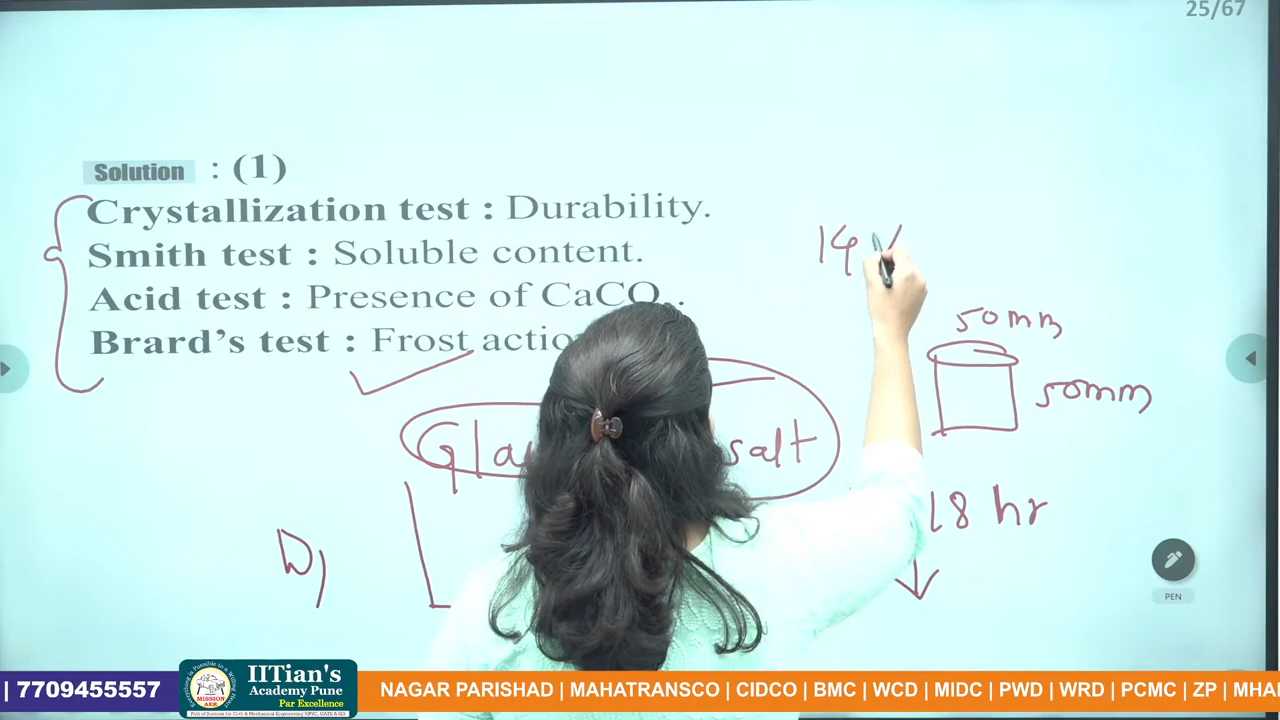 25/67
Solution : (1)
Crystallization test : Durability.
Smith test : Soluble content.
Acid test : Presence of CaCO
Brard's test : Frost
14
50mm
50mm
salt
18 hr
D)
PEN
| 7709455557
MISSION
AEE
IITian's
Academy Pune
Par Excellence
NAGAR PARISHAD | MAHATRANSCO | CIDCO | BMC | WCD | MIDC | PWD | WRD | PCMC | ZP |